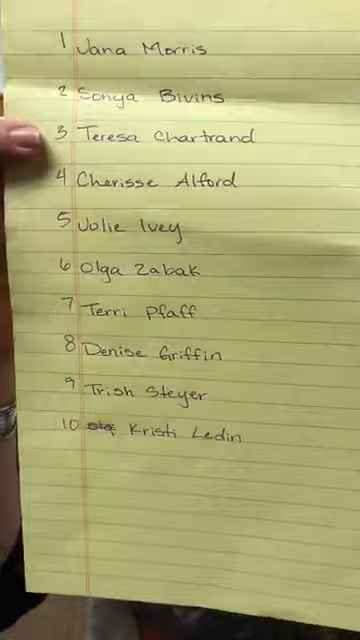 1 Jana Morris
2 Sonya Bivins
3 Teresa Chartrand
4 Cherisse Alford
5 Jolie Ivey
6 Olga Zabak
7 Terri Pfaff
8 Denise Griffin
9 Trish Steyer
10 Kristi Ledin